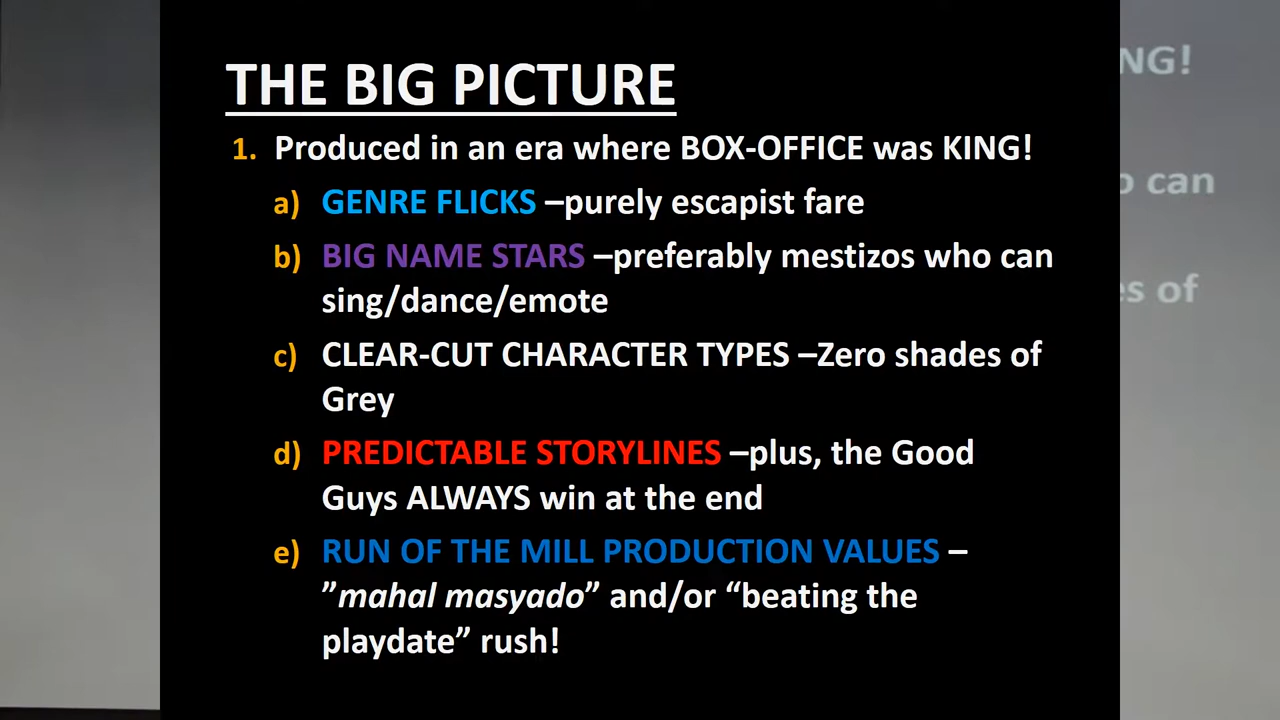 THE BIG PICTURE
1. Produced in an era where BOX-OFFICE was KING!
a) GENRE FLICKS –purely escapist fare
b) BIG NAME STARS –preferably mestizos who can
sing/dance/emote
c) CLEAR-CUT CHARACTER TYPES –Zero shades of
Grey
d) PREDICTABLE STORYLINES –plus, the Good
Guys ALWAYS win at the end
e) RUN OF THE MILL PRODUCTION VALUES –
”mahal masyado” and/or “beating the
playdate” rush!
NG!
o can
es of